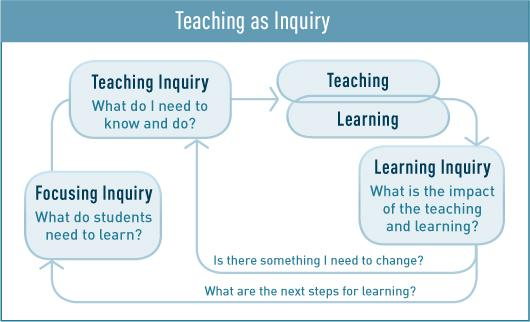 Teaching as Inquiry
Teaching Inquiry
What do I need to
know and do?
Teaching
Learning
Focusing Inquiry
What do students
need to learn?
Learning Inquiry
What is the impact
of the teaching
and learning?
Is there something I need to change?
What are the next steps for learning?